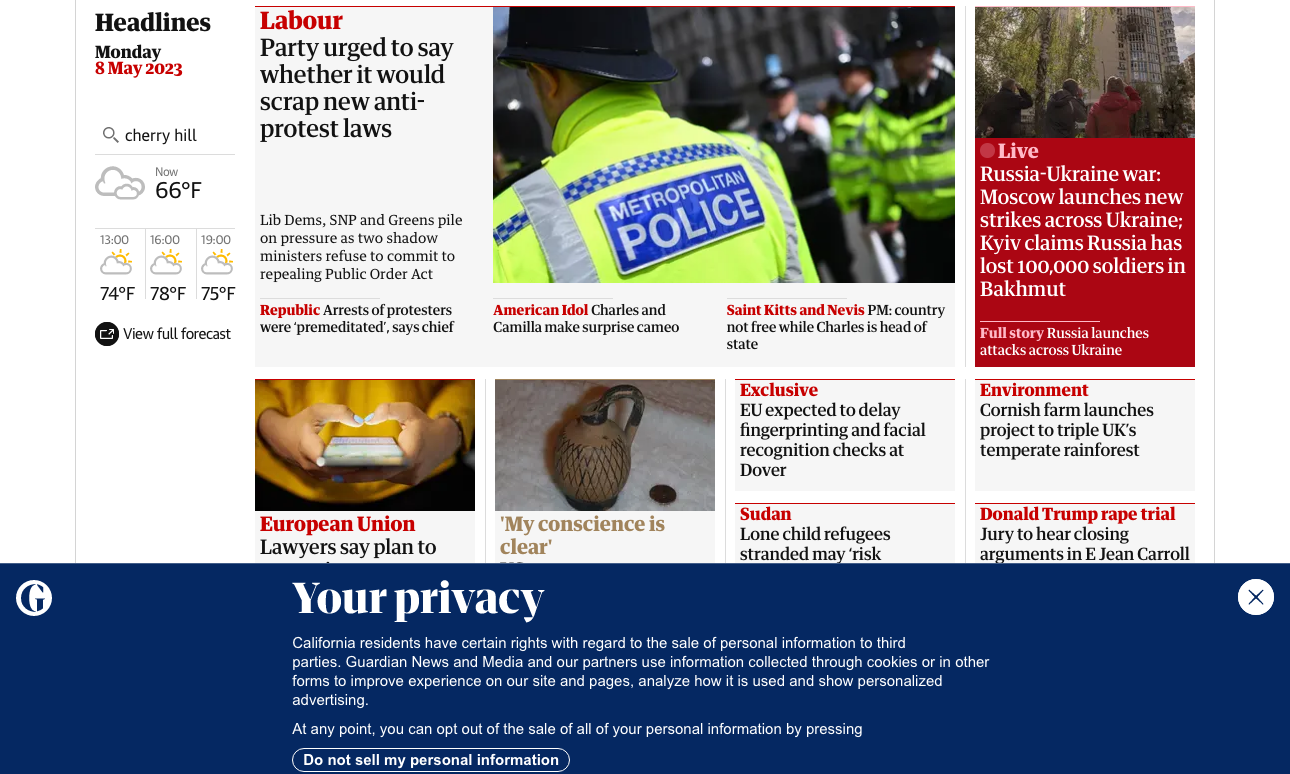 Headlines
Monday
8 May 2023
cherry hill
Now
66°F
13:00
16:00
19:00
74°F
78°F
75°F
View full forecast
Labour
Party urged to say
whether it would
scrap new anti-
protest laws
Lib Dems, SNP and Greens pile
on pressure as two shadow
ministers refuse to commit to
repealing Public Order Act
METROPOLITAN
POLICE
Republic Arrests of protesters
were ‘premeditated’, says chief
American Idol Charles and
Camilla make surprise cameo
Saint Kitts and Nevis PM: country
not free while Charles is head of
state
Live
Russia-Ukraine war:
Moscow launches new
strikes across Ukraine;
Kyiv claims Russia has
lost 100,000 soldiers in
Bakhmut
Full story Russia launches
attacks across Ukraine
European Union
Lawyers say plan to
'My conscience is
clear'
Exclusive
EU expected to delay
fingerprinting and facial
recognition checks at
Dover
Sudan
Lone child refugees
stranded may ‘risk
Environment
Cornish farm launches
project to triple UK’s
temperate rainforest
Donald Trump rape trial
Jury to hear closing
arguments in E Jean Carroll
Your privacy
California residents have certain rights with regard to the sale of personal information to third
parties. Guardian News and Media and our partners use information collected through cookies or in other
forms to improve experience on our site and pages, analyze how it is used and show personalized
advertising.
At any point, you can opt out of the sale of all of your personal information by pressing
Do not sell my personal information